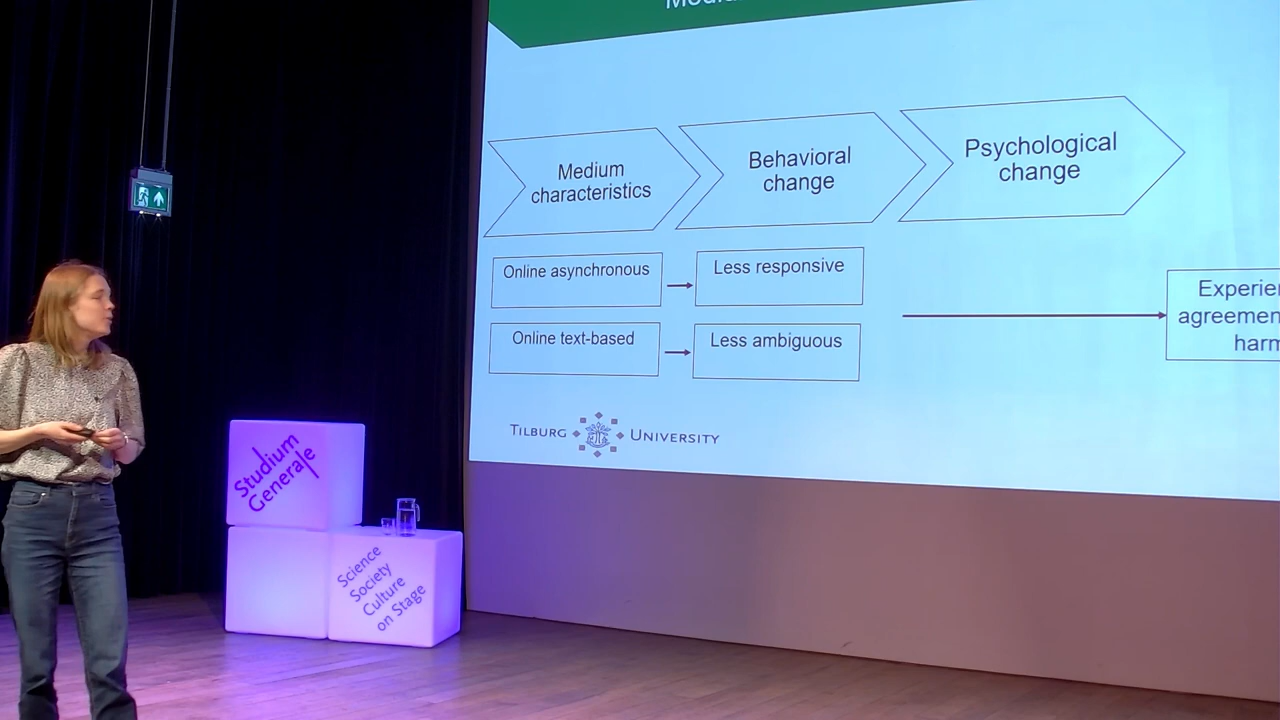 Medium
characteristics
Behavioral
change
Psychological
change
Online asynchronous
Less responsive
Online text-based
Less ambiguous
TILBURG UNIVERSITY
Studium
Generale
Science
Society
Culture
on Stage